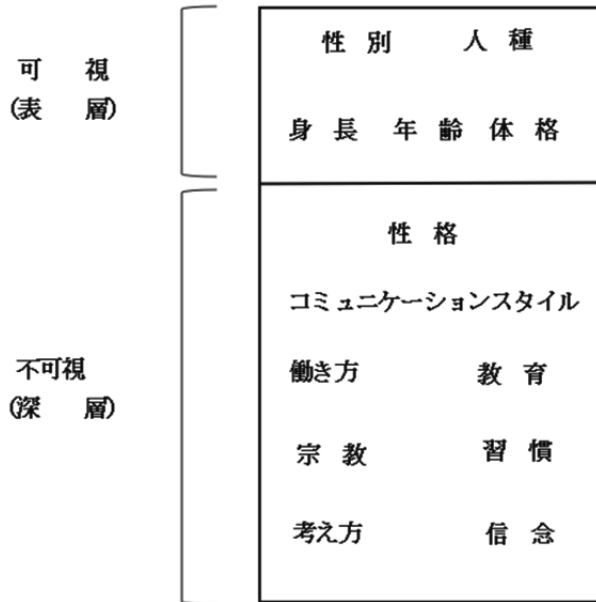 可視
(表層)
性別 人種
身長 年齢 体格
不可視
(深層)
性格
コミュニケーションスタイル
働き方 教育
宗教 習慣
考え方 信念